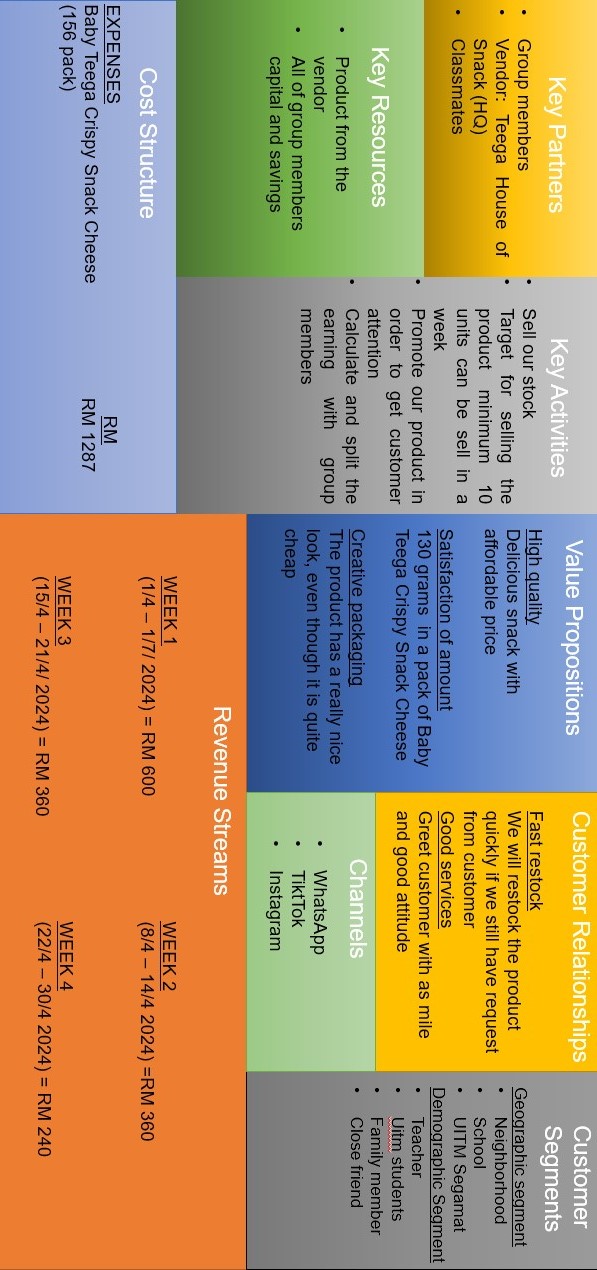 Key Partners
Group members
Vendor: Teega House of
Snack (HQ)
Classmates
Key Resources
Product from the
vendor
All of group members
capital and savings
Key Activities
Sell our stock
Target for selling the
product minimum 10
units can be sell in a
week
Promote our product in
order to get customer
attention
Calculate and split the
earning with group
members
Value Propositions
High quality
Delicious snack with
affordable price
Satisfaction of amount
130 grams in a pack of Baby
Teega Crispy Snack Cheese
Creative packaging
The product has a really nice
look, even though it is quite
cheap
Customer Relationships
Fast restock
We will restock the product
quickly if we still have request
from customer
Good services
Greet customer with as mile
and good attitude
Channels
WhatsApp
TiktTok
Instagram
Customer
Segments
Geographic segment
Neighborhood
School
UITM Segamat
Demographic Segment
Teacher
Uitm students
Family member
Close friend
Cost Structure
EXPENSES RM
Baby Teega Crispy Snack Cheese RM 1287
(156 pack)
Revenue Streams
WEEK 1
(1/4 – 1/7/ 2024) = RM 600
WEEK 2
(8/4 – 14/4 2024) =RM 360
WEEK 3
(15/4 – 21/4/ 2024) = RM 360
WEEK 4
(22/4 – 30/4 2024) = RM 240